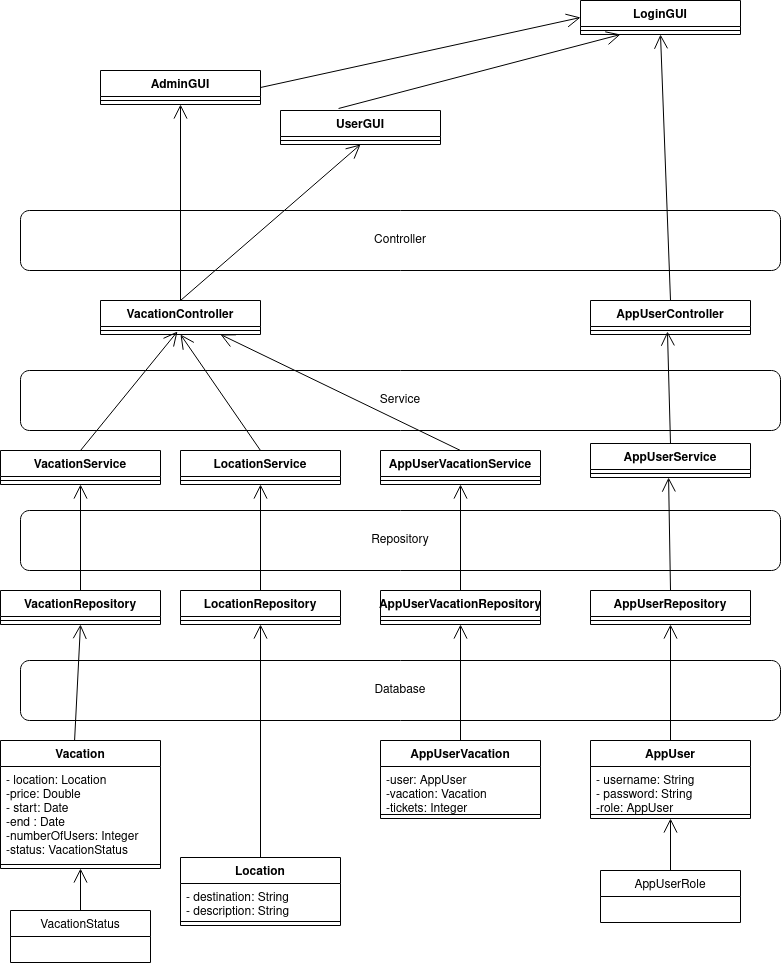 LoginGUI
AdminGUI
UserGUI
Controller
VacationController
AppUserController
Service
VacationService
LocationService
AppUserVacationService
AppUserService
Repository
VacationRepository
LocationRepository
AppUserVacationRepository
AppUserRepository
Database
Vacation
- location: Location
-price: Double
- start: Date
-end : Date
-numberOfUsers: Integer
-status: VacationStatus
AppUserVacation
-user: AppUser
-vacation: Vacation
-tickets: Integer
AppUser
- username: String
- password: String
-role: AppUser
Location
- destination: String
- description: String
AppUserRole
VacationStatus